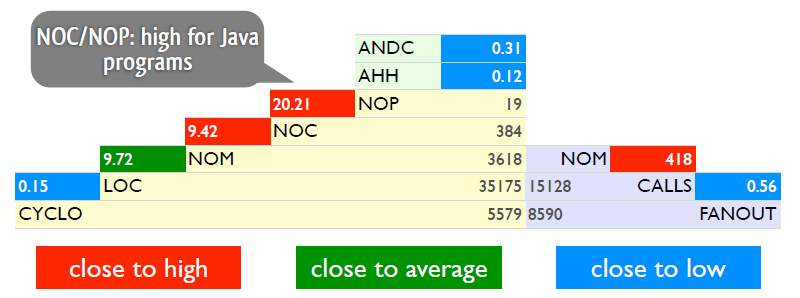 NOC/NOP: high for Java
programs
ANDC 0.31
AHH 0.12
20.21 NOP 19
9.42 NOC 384
9.72 NOM 3618 NOM 418
0.15 LOC 35175 15128 CALLS 0.56
CYCLO 5579 8590 FANOUT
close to high close to average close to low